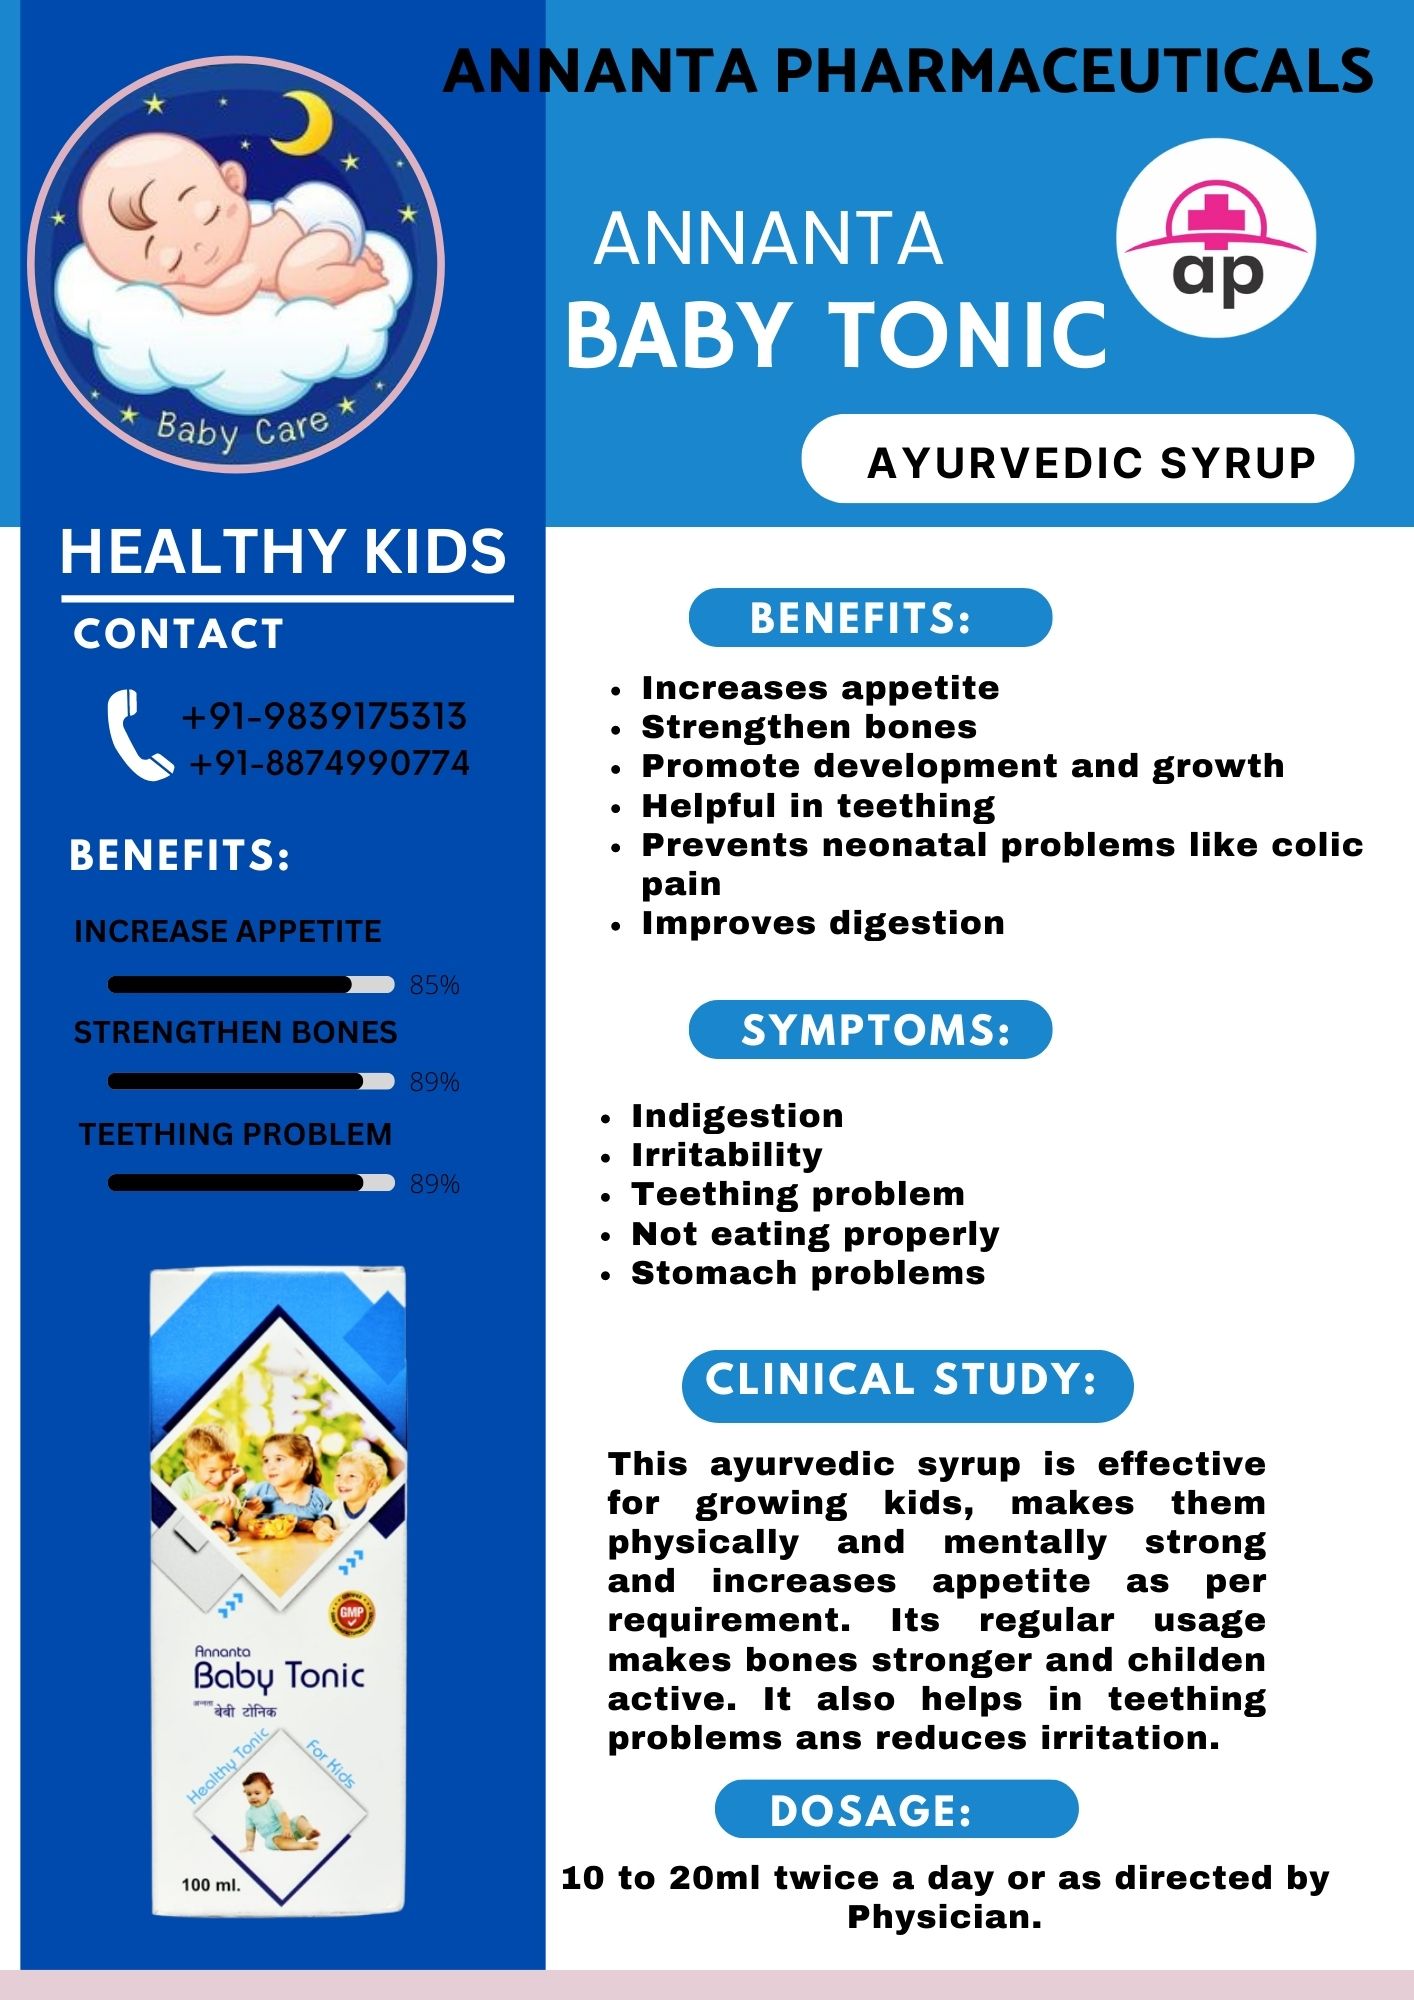 ANNANTA PHARMACEUTICALS
ANNANTA
BABY TONIC
ap
AYURVEDIC SYRUP
Baby Care
HEALTHY KIDS
CONTACT
+91-9839175313
+91-8874990774
BENEFITS:
INCREASE APPETITE
85%
STRENGTHEN BONES
89%
TEETHING PROBLEM
89%
GMP
Annanta
Baby Tonic
अनन्ता
बेबी टोनिक
Healthy Tonic
For Kids
100 ml.
BENEFITS:
• Increases appetite
• Strengthen bones
• Promote development and growth
• Helpful in teething
• Prevents neonatal problems like colic
pain
• Improves digestion
SYMPTOMS:
• Indigestion
• Irritability
• Teething problem
• Not eating properly
• Stomach problems
CLINICAL STUDY:
This ayurvedic syrup is effective
for growing kids, makes them
physically and mentally strong
and increases appetite as per
requirement. Its regular usage
makes bones stronger and childen
active. It also helps in teething
problems ans reduces irritation.
DOSAGE:
10 to 20ml twice a day or as directed by
Physician.